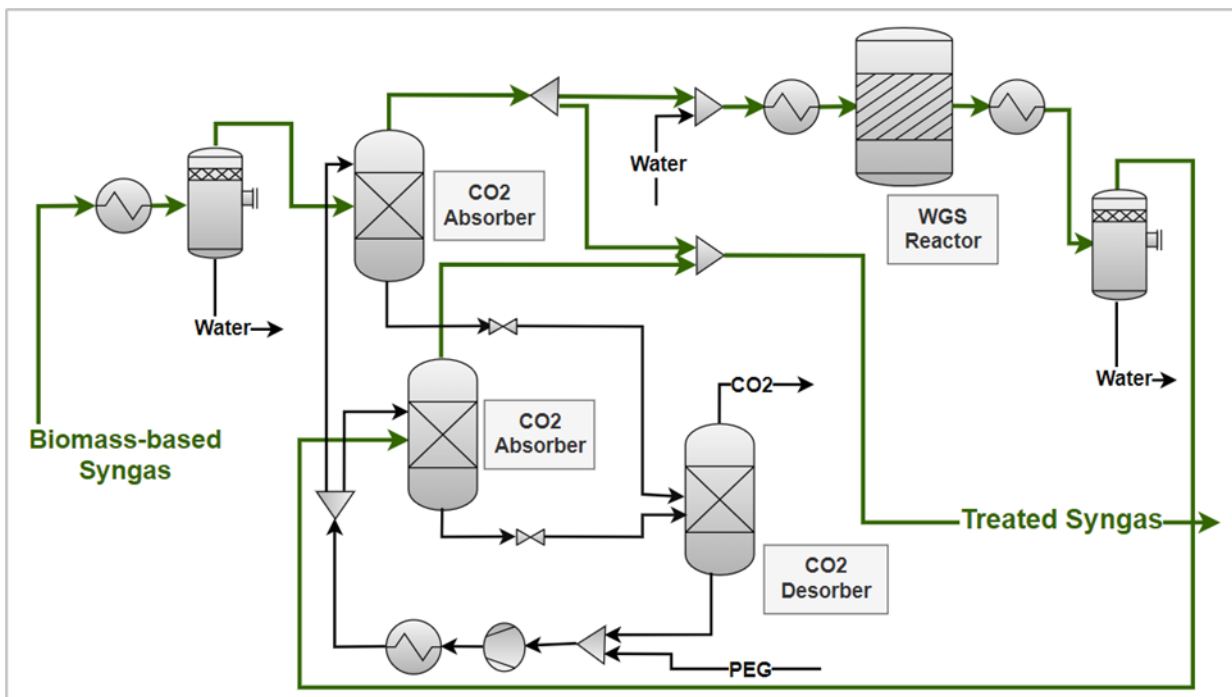 CO2
Absorber
Water
WGS
Reactor
Water
Biomass-based
Syngas
CO2
Absorber
CO2
Water
Treated Syngas
CO2
Desorber
PEG